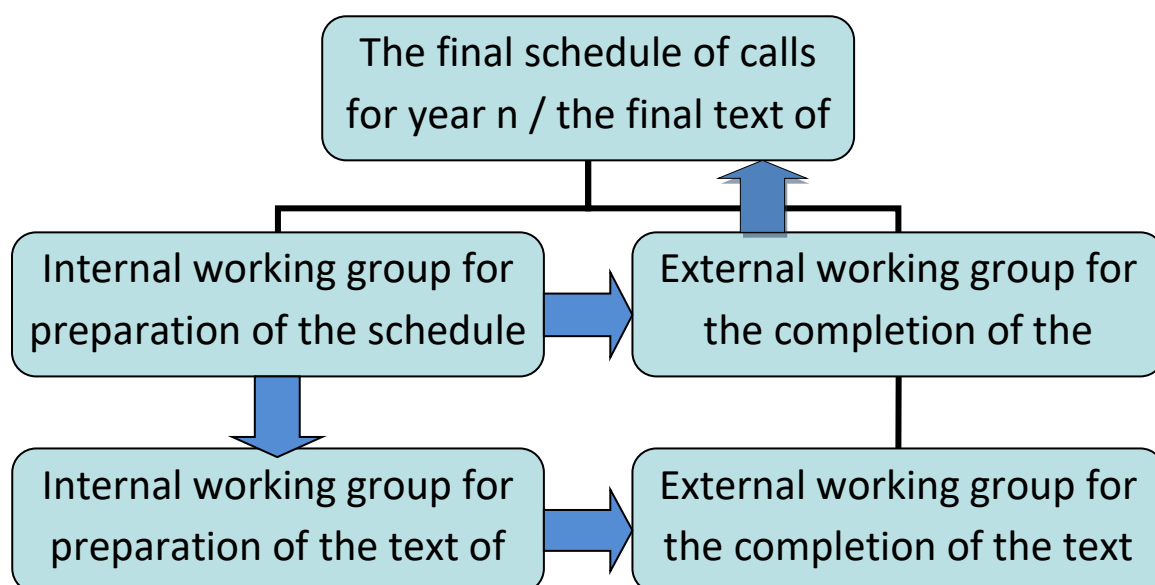 The final schedule of calls
for year n / the final text of
Internal working group for
preparation of the schedule
External working group for
the completion of the
Internal working group for
preparation of the text of
External working group for
the completion of the text